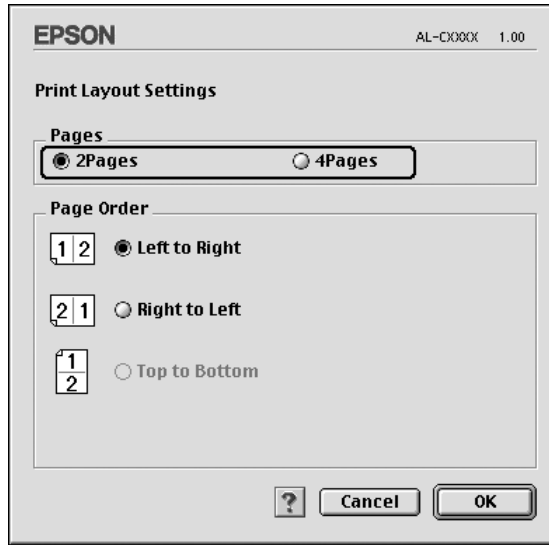 EPSON AL-CXXXX 1.00
Print Layout Settings
Pages
2Pages 4Pages
Page Order
1 2 Left to Right
2 1 Right to Left
1
2 Top to Bottom
? Cancel OK